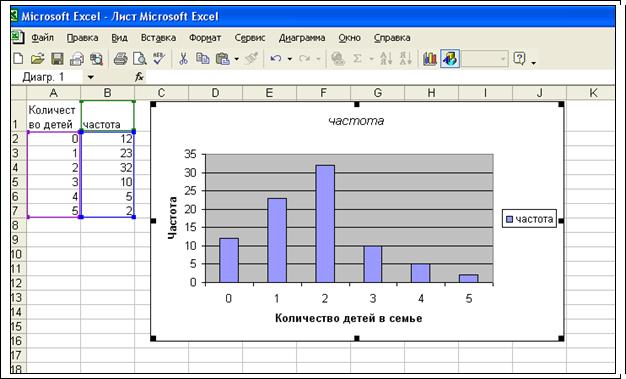 Microsoft Excel - Лист Microsoft Excel
Файл Правка Вид Вставка Формат Сервис Диаграмма Окно Справка
Диагр. 1 fx
A B C D E F G H I J K
1 Количест
во детей частота
2 0 12
3 1 23
4 2 32
5 3 10
6 4 5
7 5 2
8
9
10
11
12
13
14
15
16
17
18
частота
35
30
25
20
15
10
5
0
Частота
0 1 2 3 4 5
Количество детей в семье
частота